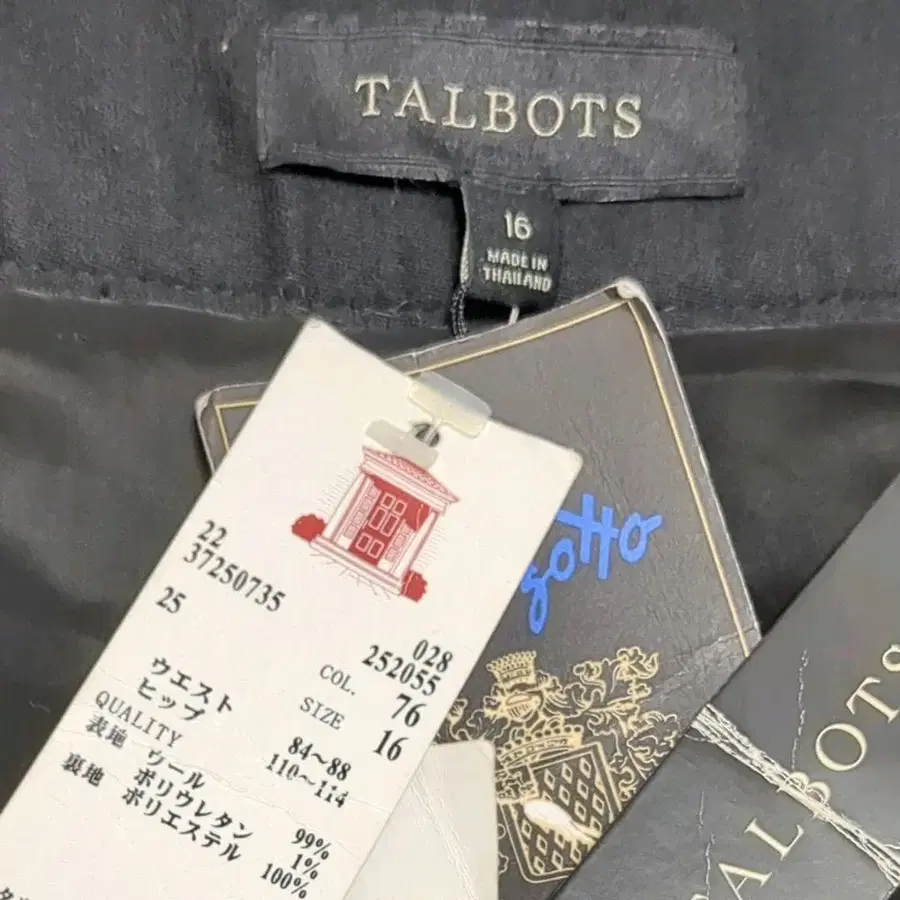 TALBOTS
16
MADE IN
THAILAND
gotto
22
37250735
25
028
252055
COL. 76
SIZE 16
ウエスト 84～88
ヒップ 110～114
QUALITY
表地 ウール 99%
ポリウレタン 1%
裏地 ポリエステル 100%
TALBOTS